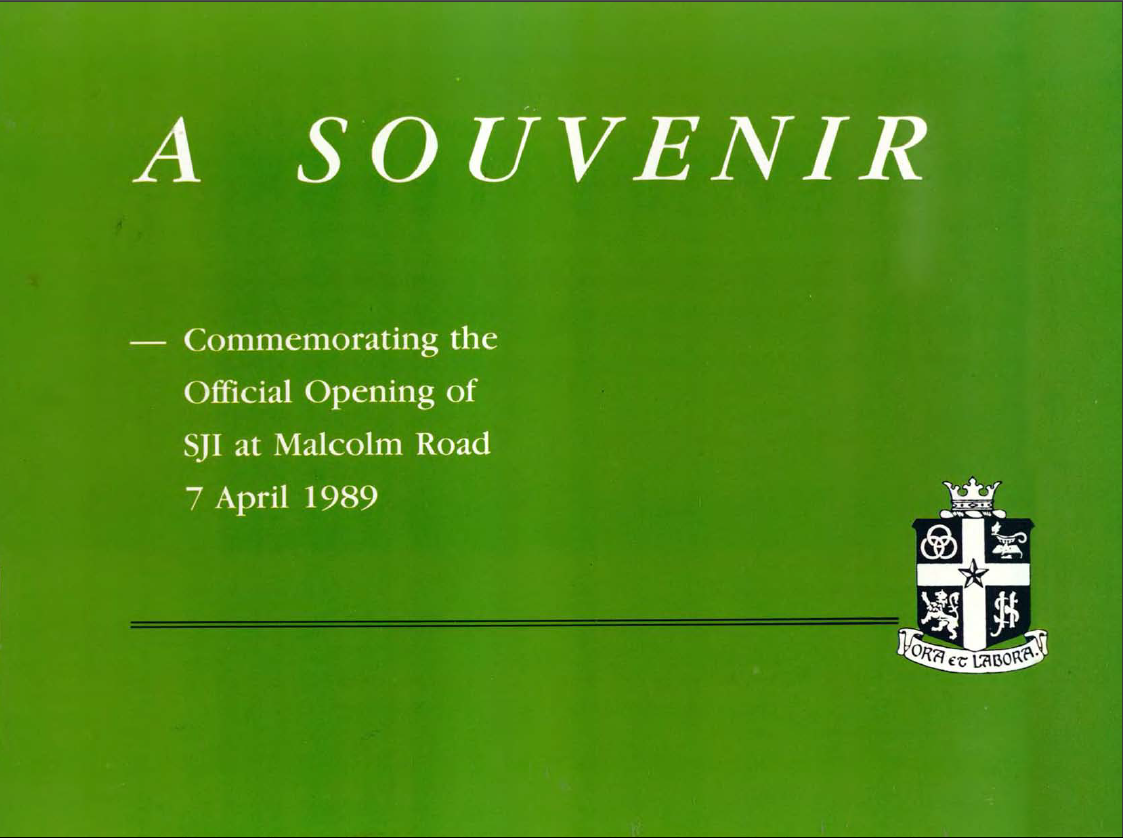 A SOUVENIR
— Commemorating the
Official Opening of
SJI at Malcolm Road
7 April 1989
ORA ET LABORA.